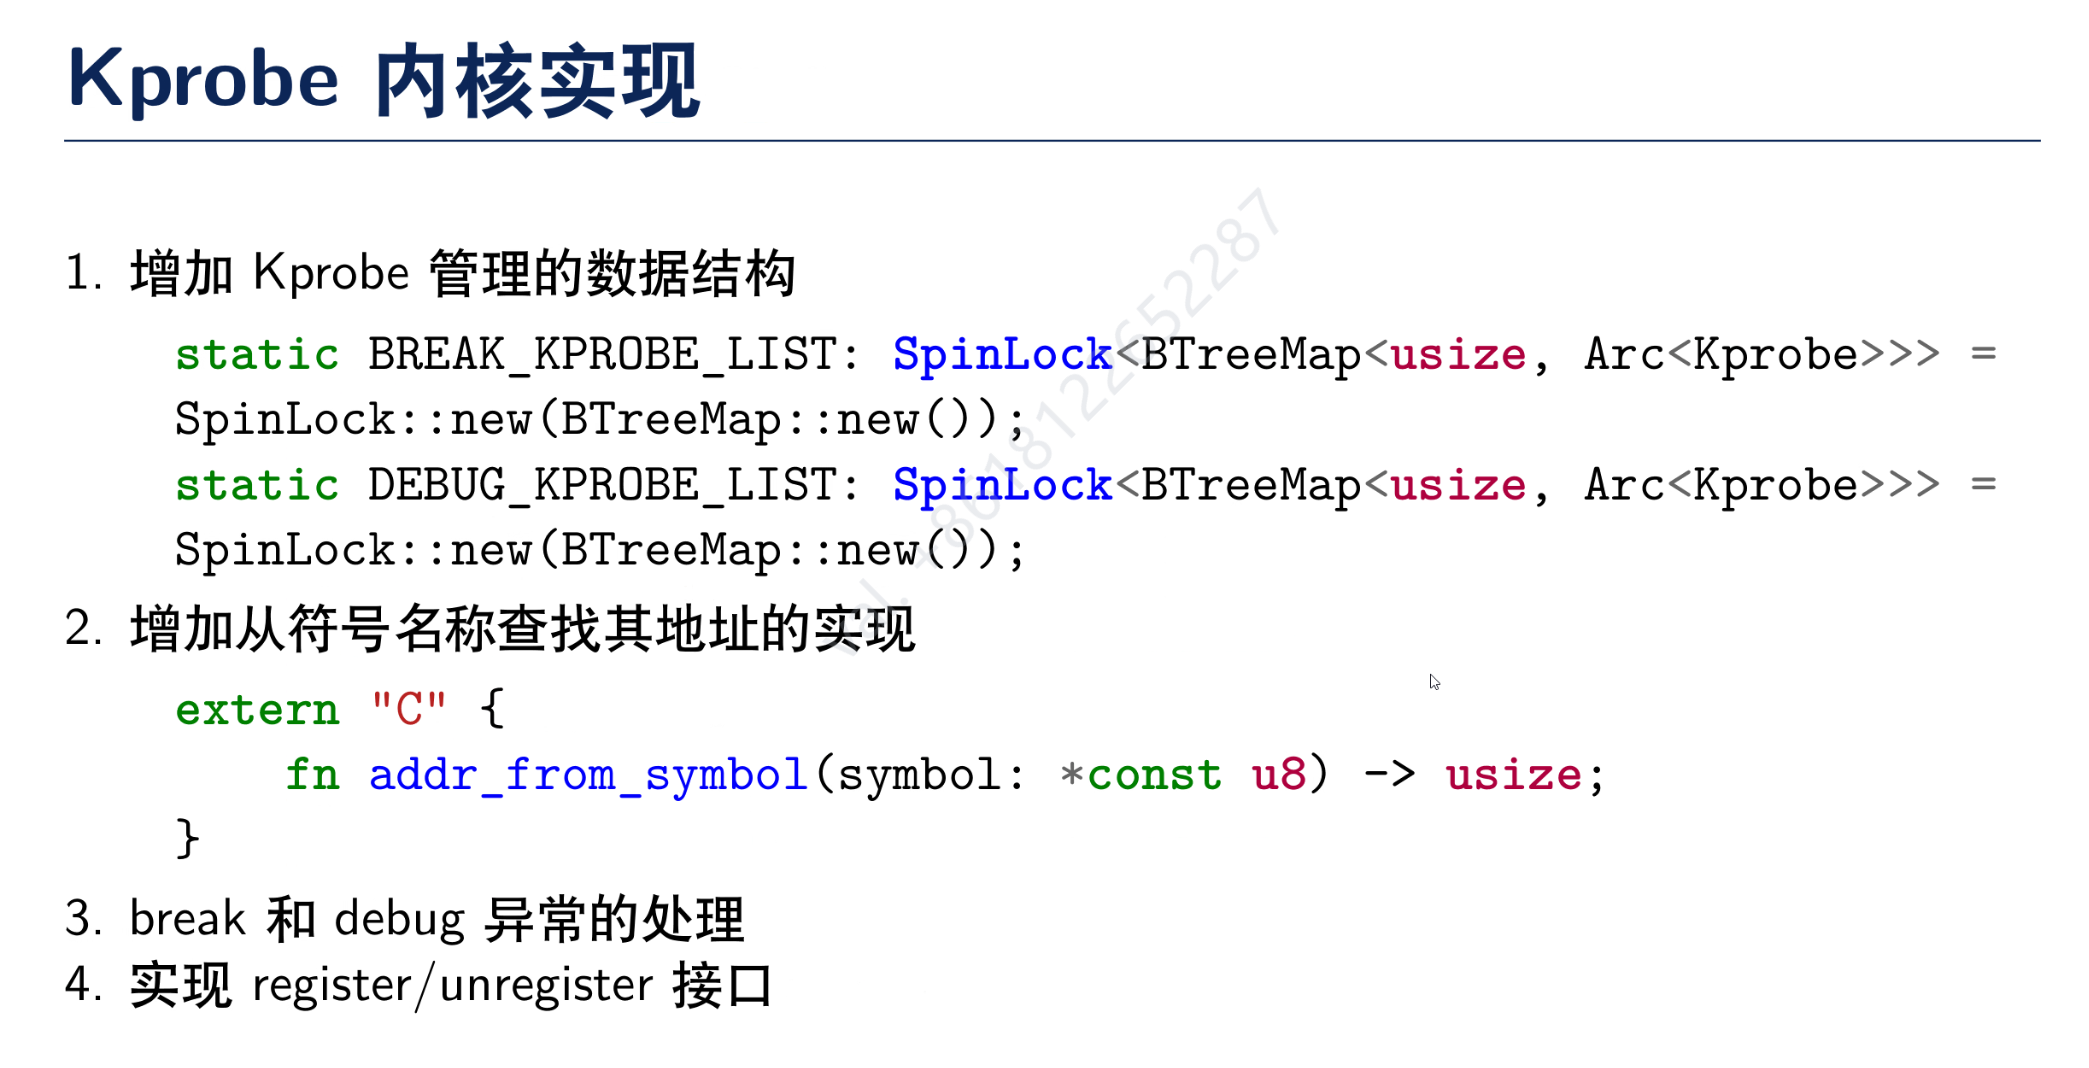 Kprobe 内核实现
1. 增加 Kprobe 管理的数据结构
static BREAK_KPROBE_LIST: SpinLock<BTreeMap<usize, Arc<Kprobe>>> =
SpinLock::new(BTreeMap::new());
static DEBUG_KPROBE_LIST: SpinLock<BTreeMap<usize, Arc<Kprobe>>> =
SpinLock::new(BTreeMap::new());
2. 增加从符号名称查找其地址的实现
extern "C" {
fn addr_from_symbol(symbol: *const u8) -> usize;
}
3. break 和 debug 异常的处理
4. 实现 register/unregister 接口
+8618122652287